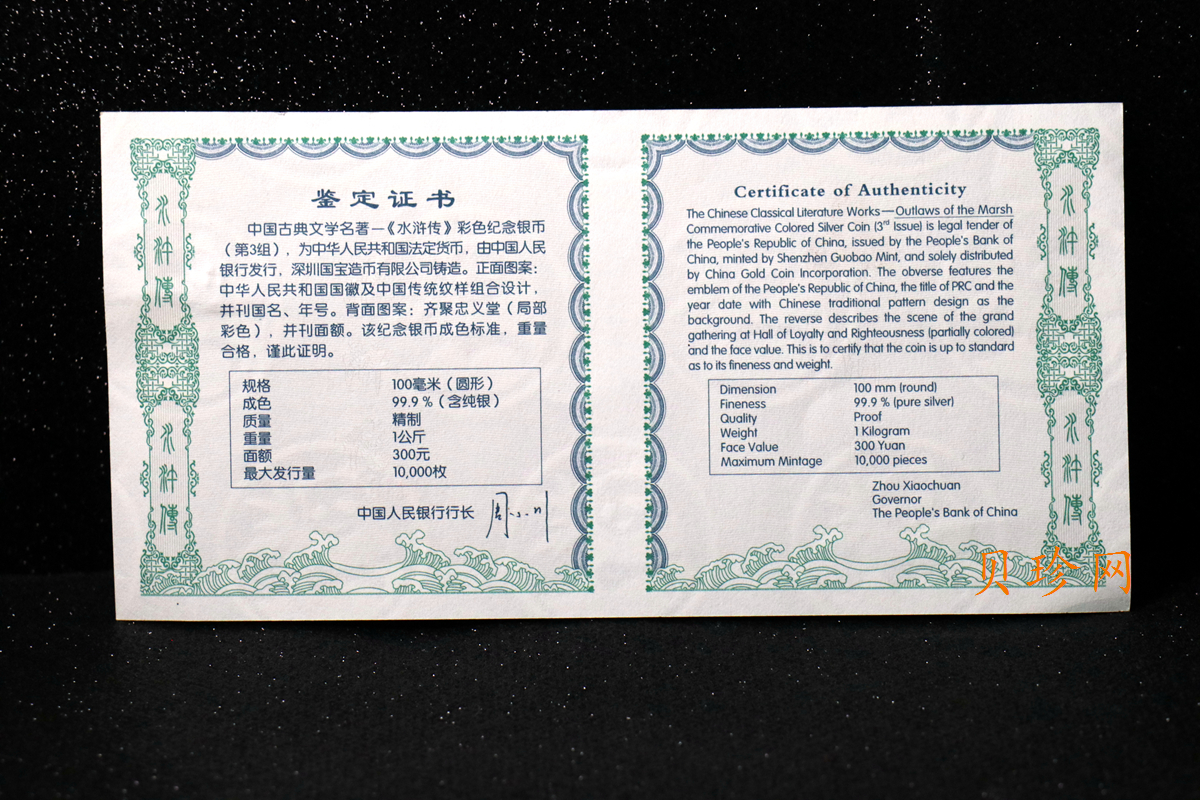 水滸傳
水滸傳
鉴定证书
中国古典文学名著—《水浒传》彩色纪念银币
（第3组），为中华人民共和国法定货币，由中国人民
银行发行，深圳国宝造币有限公司铸造。正面图案：
中华人民共和国国徽及中国传统纹样组合设计，
并刊国名、年号。背面图案：齐聚忠义堂（局部
彩色），并刊面额。该纪念银币成色标准，重量
合格，谨此证明。
规格 100毫米（圆形）
成色 99.9 %（含纯银）
质量 精制
重量 1公斤
面额 300元
最大发行量 10,000枚
中国人民银行行长 周小川
Certificate of Authenticity
The Chinese Classical Literature Works—Outlaws of the Marsh
Commemorative Colored Silver Coin (3rd Issue) is legal tender of
the People's Republic of China, issued by the People's Bank of
China, minted by Shenzhen Guobao Mint, and solely distributed
by China Gold Coin Incorporation. The obverse features the
emblem of the People's Republic of China, the title of PRC and the
year date with Chinese traditional pattern design as the
background. The reverse describes the scene of the grand
gathering at Hall of Loyalty and Righteousness (partially colored)
and the face value. This is to certify that the coin is up to standard
as to its fineness and weight.
Dimension 100 mm (round)
Fineness 99.9 % (pure silver)
Quality Proof
Weight 1 Kilogram
Face Value 300 Yuan
Maximum Mintage 10,000 pieces
Zhou Xiaochuan
Governor
The People's Bank of China
水滸傳
水滸傳
贝珍网